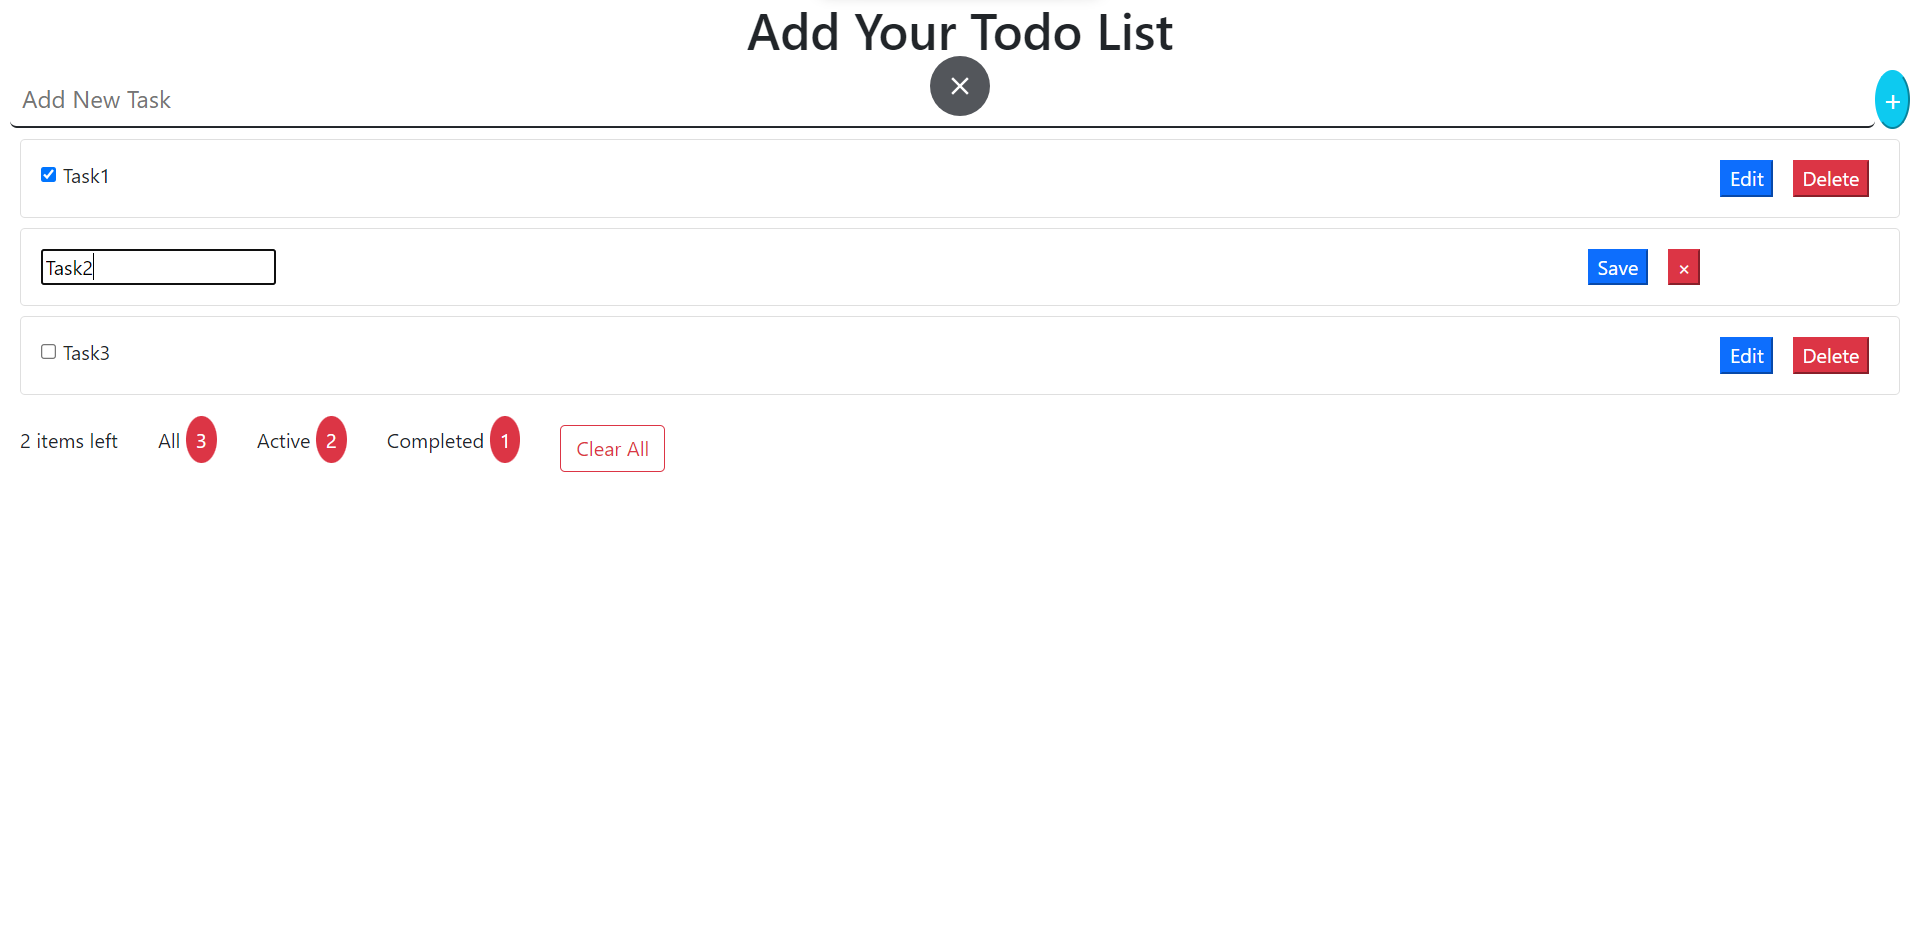 Add Your Todo List
Add New Task
+
Task1 Edit Delete
Task2 Save ×
Task3 Edit Delete
2 items left All 3 Active 2 Completed 1 Clear All